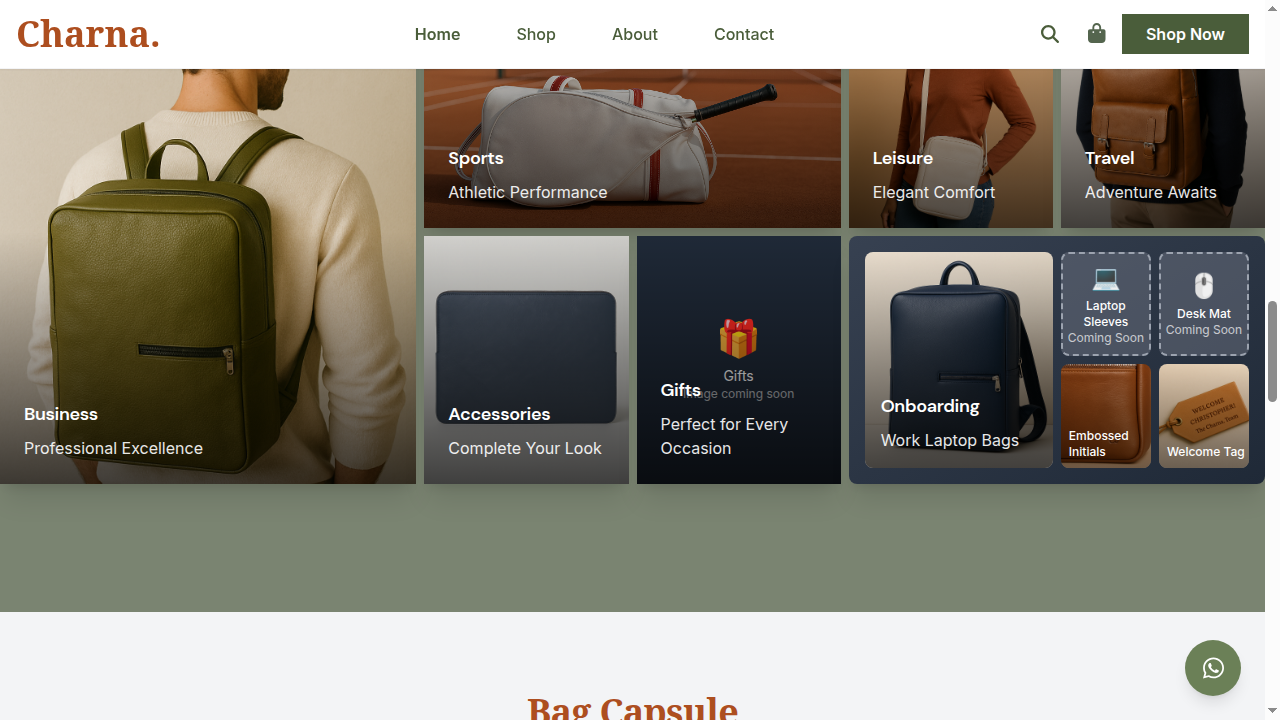 Charna.
Home
Shop
About
Contact
Shop Now
Sports
Athletic Performance
Leisure
Elegant Comfort
Travel
Adventure Awaits
Business
Professional Excellence
Accessories
Complete Your Look
Gifts
Gifts
Image coming soon
Perfect for Every
Occasion
Onboarding
Work Laptop Bags
Laptop
Sleeves
Coming Soon
Desk Mat
Coming Soon
Embossed
Initials
WELCOME
CHRISTOPHER!
The Charna. Team
Welcome Tag
Bag Capsule